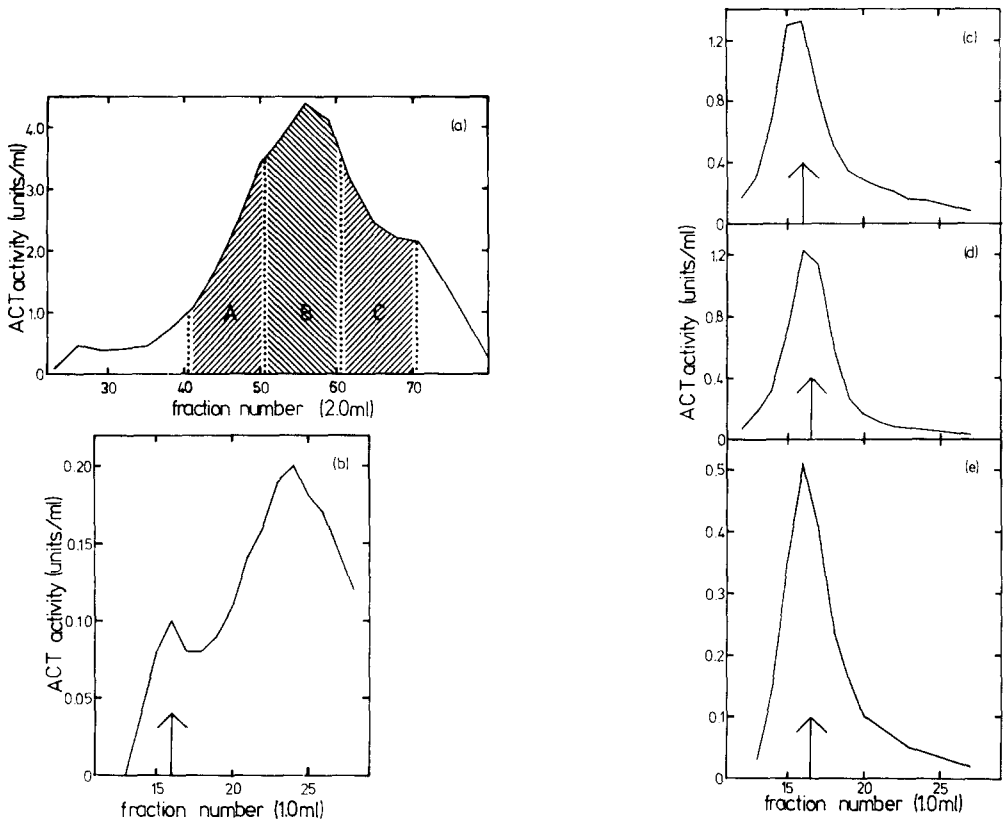 (a)
ACT activity (units/ml)
4.0
3.0
2.0
1.0
0
A B C
30 40 50 60 70
fraction number (2.0ml)
(b)
ACT activity (units/ml)
0.20
0.15
0.10
0.05
0
15 20 25
fraction number (1.0ml)
(c)
1.2
0.8
0.4
0
(d)
ACT activity (units/ml)
1.2
0.8
0.4
0
(e)
0.5
0.4
0.3
0.2
0.1
0
15 20 25
fraction number (1.0ml)